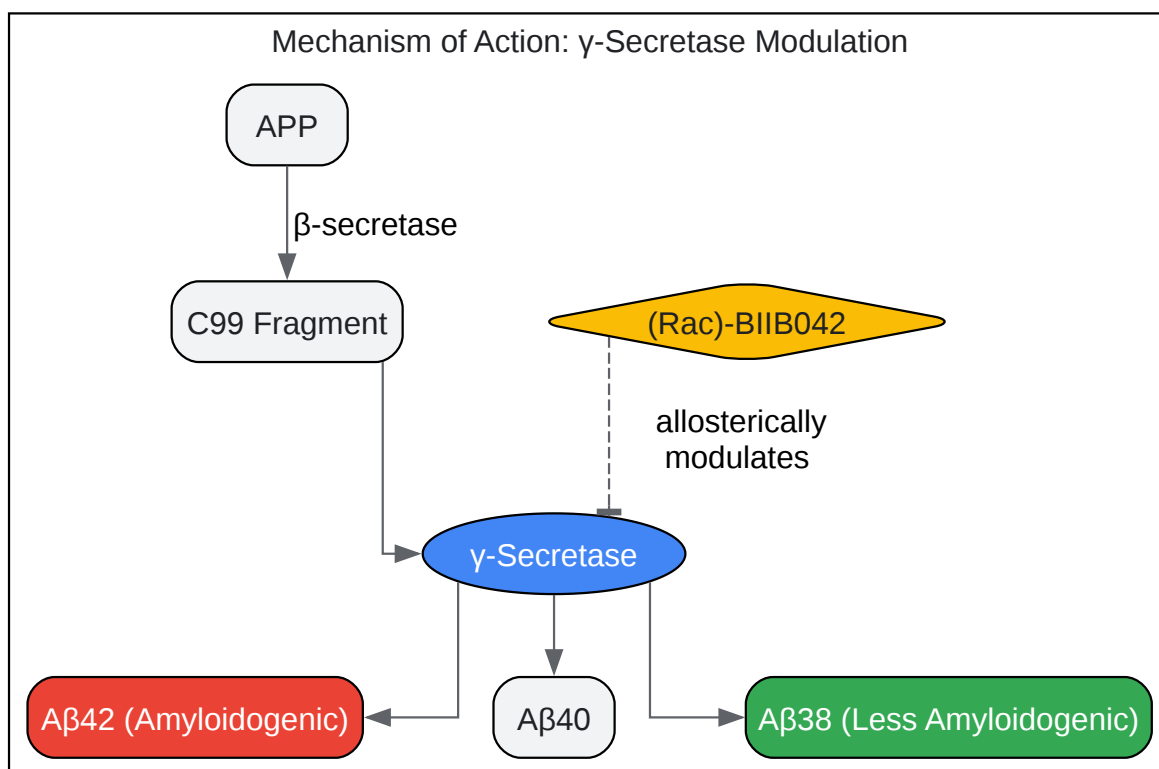 Mechanism of Action: γ-Secretase Modulation
APP
β-secretase
C99 Fragment
(Rac)-BIIB042
allosterically
modulates
γ-Secretase
Aβ42 (Amyloidogenic)
Aβ40
Aβ38 (Less Amyloidogenic)